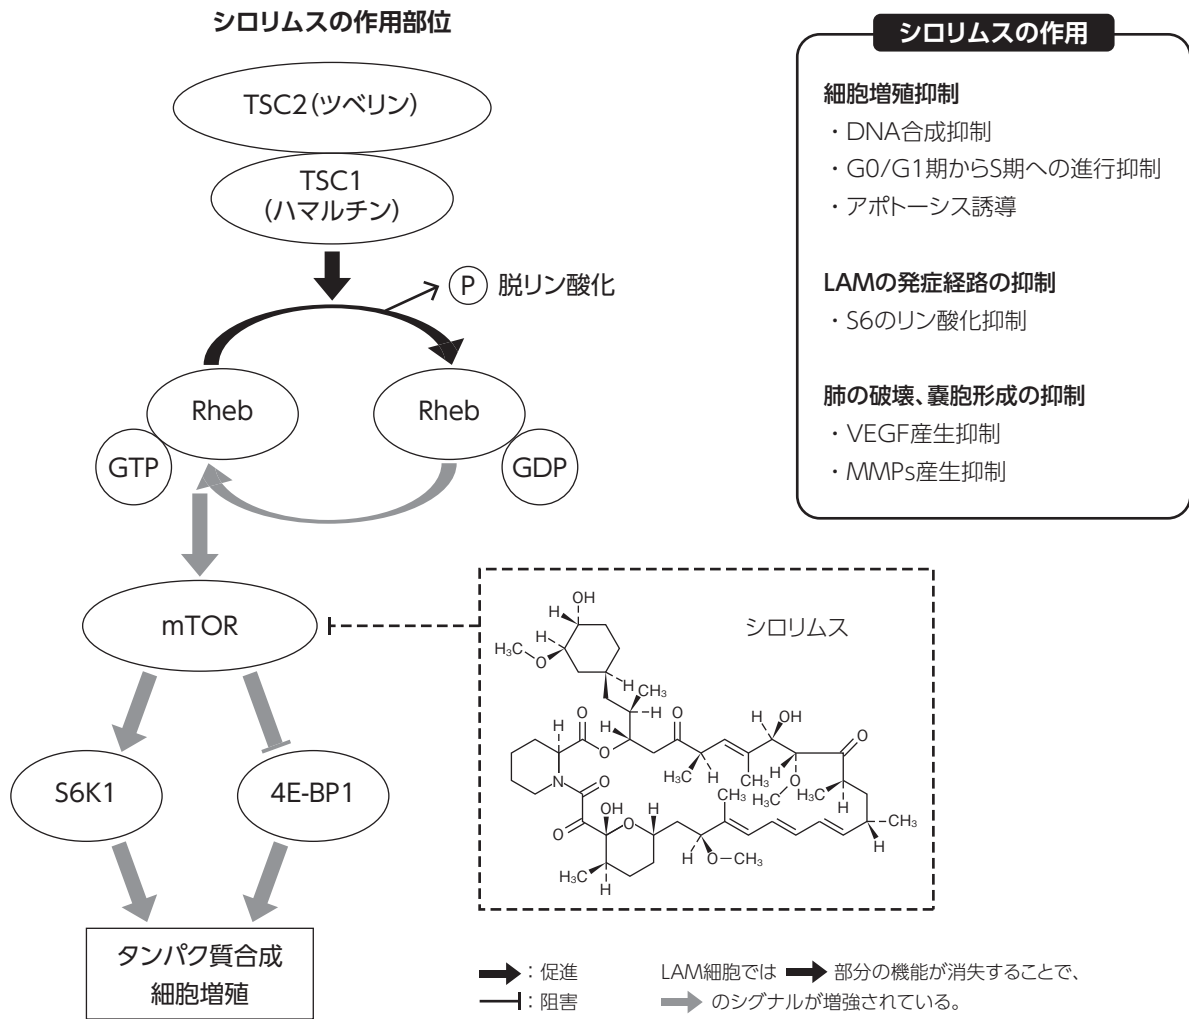 シロリムスの作用部位
TSC2(ツベリン)
TSC1
(ハマルチン)
P 脱リン酸化
Rheb
Rheb
GTP
GDP
mTOR
S6K1
4E-BP1
タンパク質合成
細胞増殖
シロリムスの作用
細胞増殖抑制
・DNA合成抑制
・G0/G1期からS期への進行抑制
・アポトーシス誘導
LAMの発症経路の抑制
・S6のリン酸化抑制
肺の破壊、嚢胞形成の抑制
・VEGF産生抑制
・MMPs産生抑制
シロリムス
OH
H
H
H₃C
O
H
CH₃
H
H
O
O
H
O
CH₃
H
H
OH
CH₃
H
O
H₃C
O
CH₃
H
N
O
O
OH
O
H
CH₃
H
O
CH₃
CH₃
H
H₃C
H
：促進
：阻害
LAM細胞では 部分の機能が消失することで、
のシグナルが増強されている。